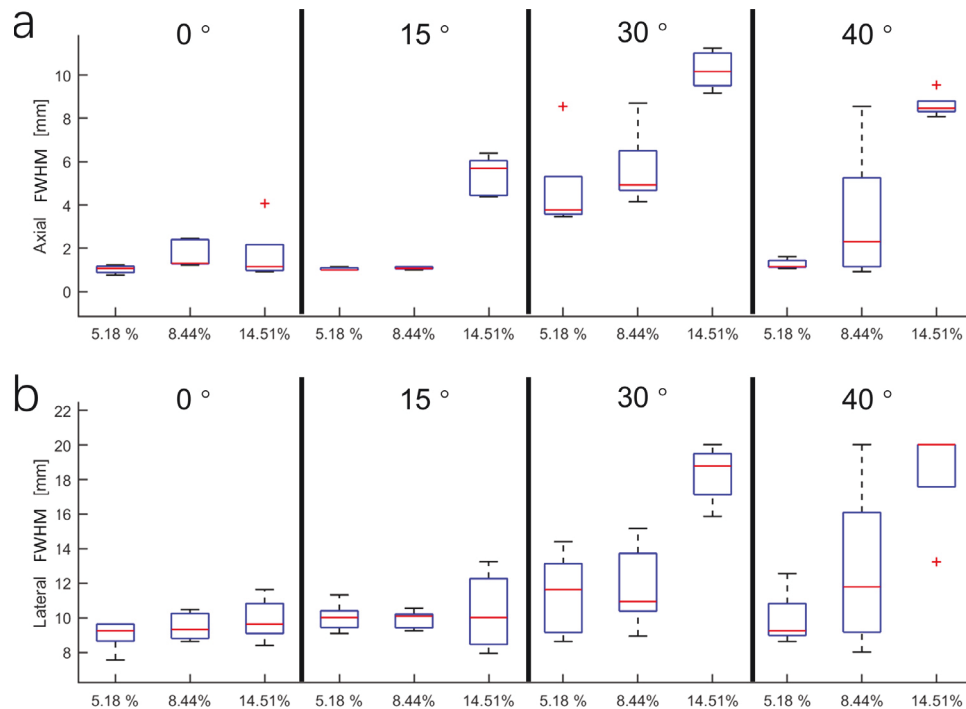 a
0 ° 15 ° 30 ° 40 °
Axial FWHM [mm]
10
8
6
4
2
0
5.18 % 8.44% 14.51% 5.18 % 8.44% 14.51% 5.18 % 8.44% 14.51% 5.18 % 8.44% 14.51%
b
0 ° 15 ° 30 ° 40 °
Lateral FWHM [mm]
22
20
18
16
14
12
10
8
5.18 % 8.44% 14.51% 5.18 % 8.44% 14.51% 5.18 % 8.44% 14.51% 5.18 % 8.44% 14.51%